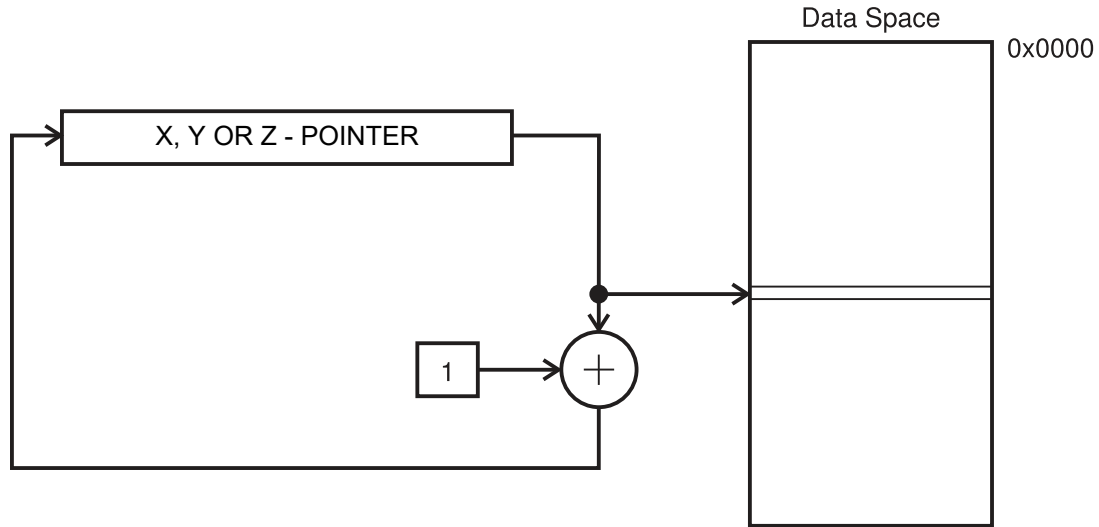 Data Space
0x0000
X, Y OR Z - POINTER
1
+